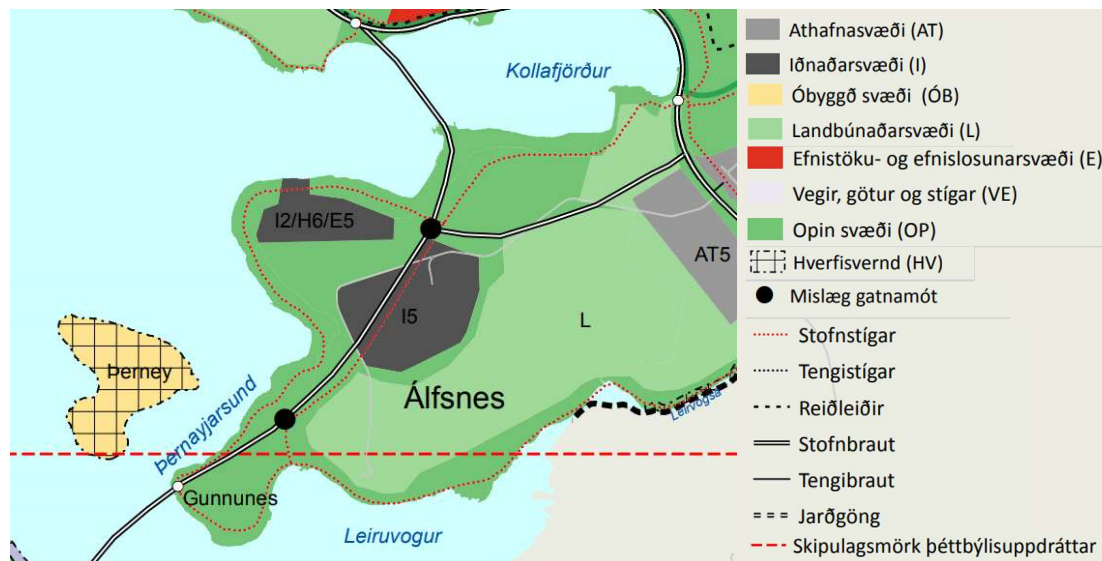 Kollafjörður
I2/H6/E5
AT5
I5
L
Þerney
Álfsnes
Þernayjarsund
Leirvogsá
Gunnunes
Leiruvogur
Athafnasvæði (AT)
Iðnaðarsvæði (I)
Óbyggð svæði (ÓB)
Landbúnaðarsvæði (L)
Efnistöku- og efnislosunarsvæði (E)
Vegir, götur og stígar (VE)
Opin svæði (OP)
Hverfisvernd (HV)
Mislæg gatnamót
Stofnstígar
Tengistígar
Reiðleiðir
Stofnbraut
Tengibraut
Jarðgöng
Skipulagsmörk þéttbýlisuppdráttar